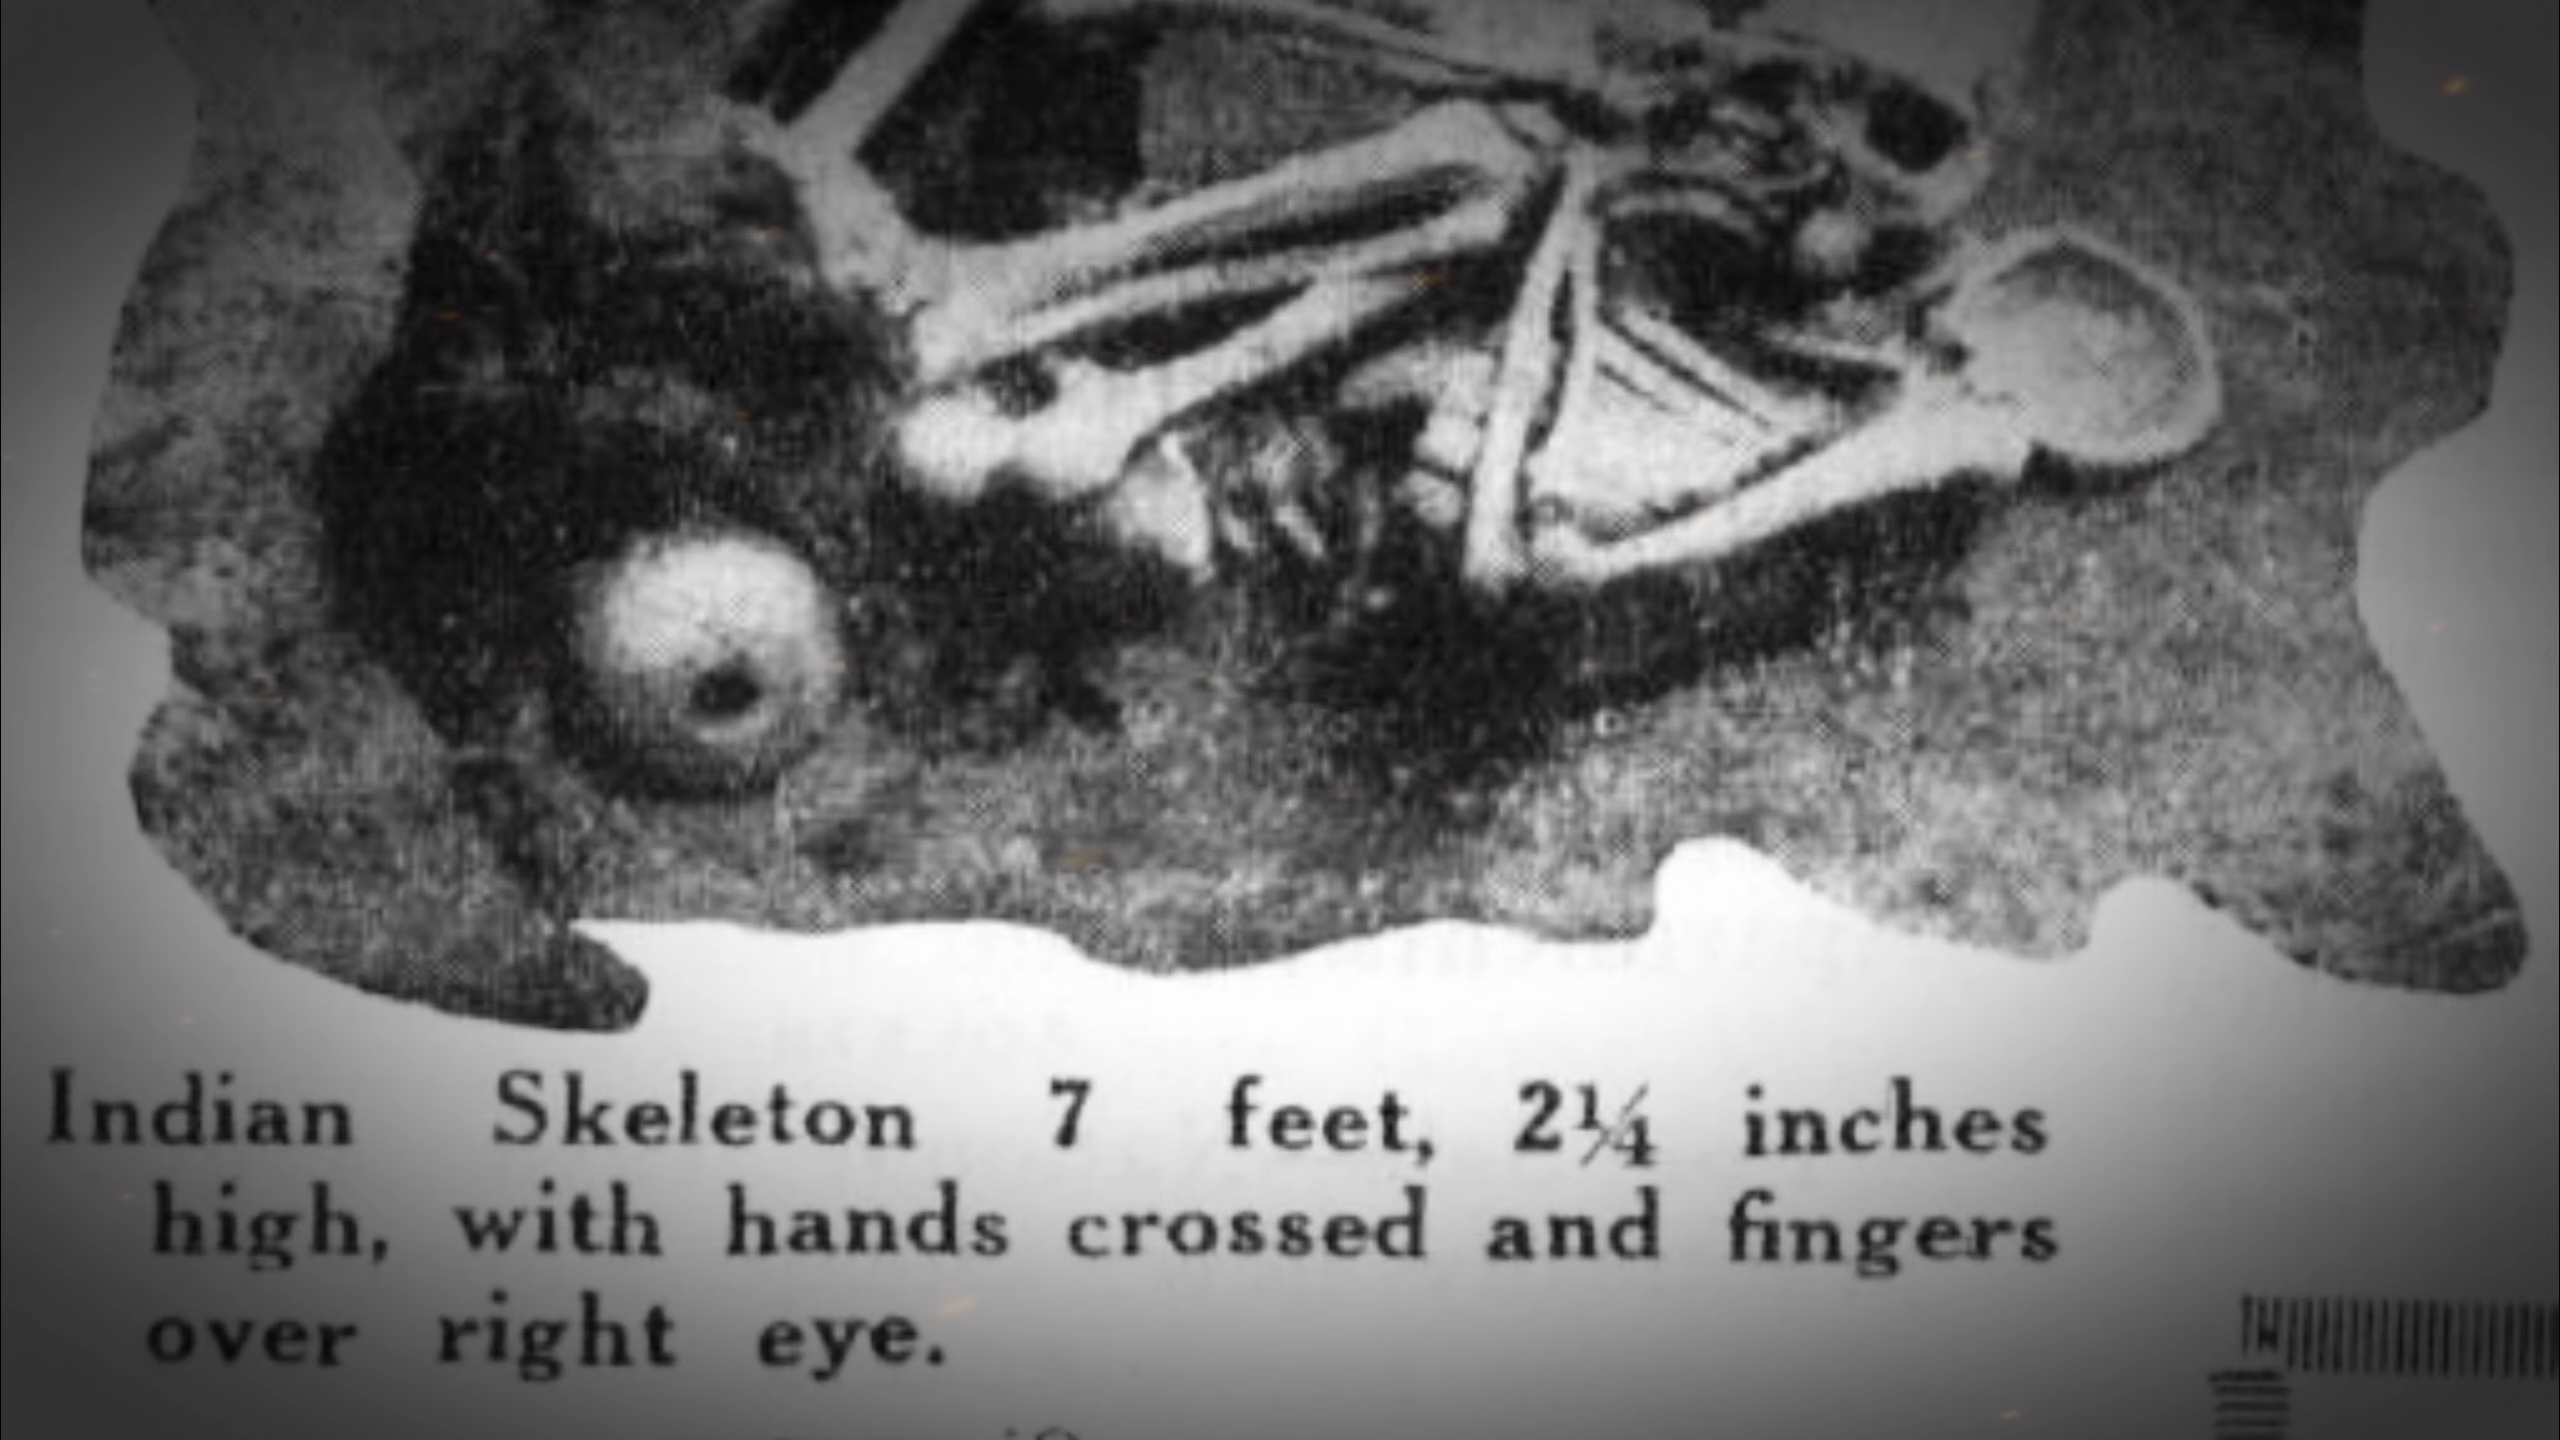 Indian Skeleton 7 feet, 2¼ inches
high, with hands crossed and fingers
over right eye.